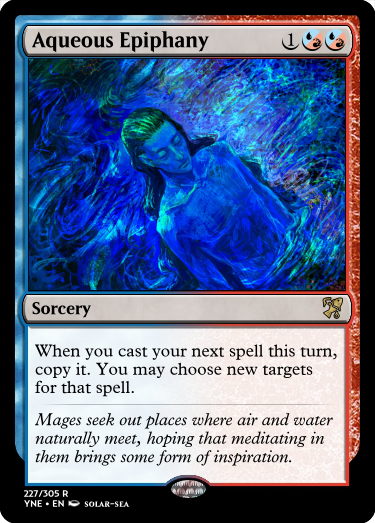 Aqueous Epiphany 1
Sorcery
When you cast your next spell this turn,
copy it. You may choose new targets
for that spell.
Mages seek out places where air and water
naturally meet, hoping that meditating in
them brings some form of inspiration.
227/305 R
YNE • EN SOLAR-SEA